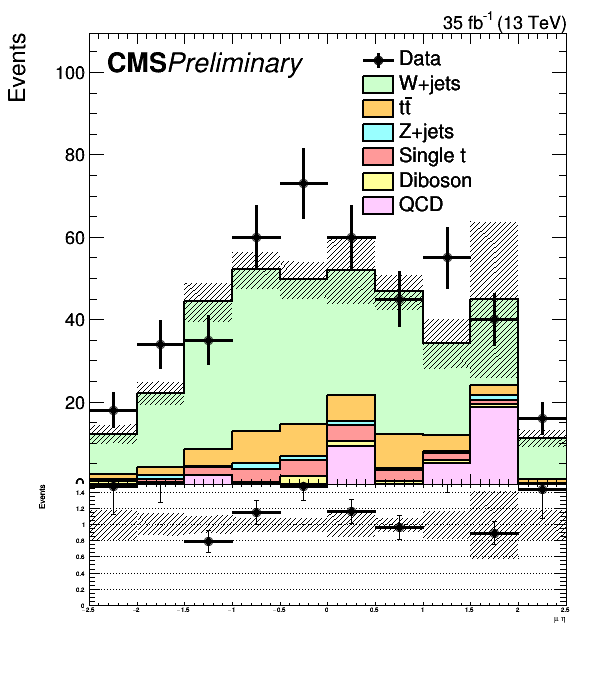 35 fb-1 (13 TeV)
Events
CMSPreliminary
Data
W+jets
tt̄
Z+jets
Single t
Diboson
QCD
100
80
60
40
20
0
Events
1.4
1.2
1
0.8
0.6
0.4
0.2
0
-2.5 -2 -1.5 -1 -0.5 0 0.5 1 1.5 2 2.5